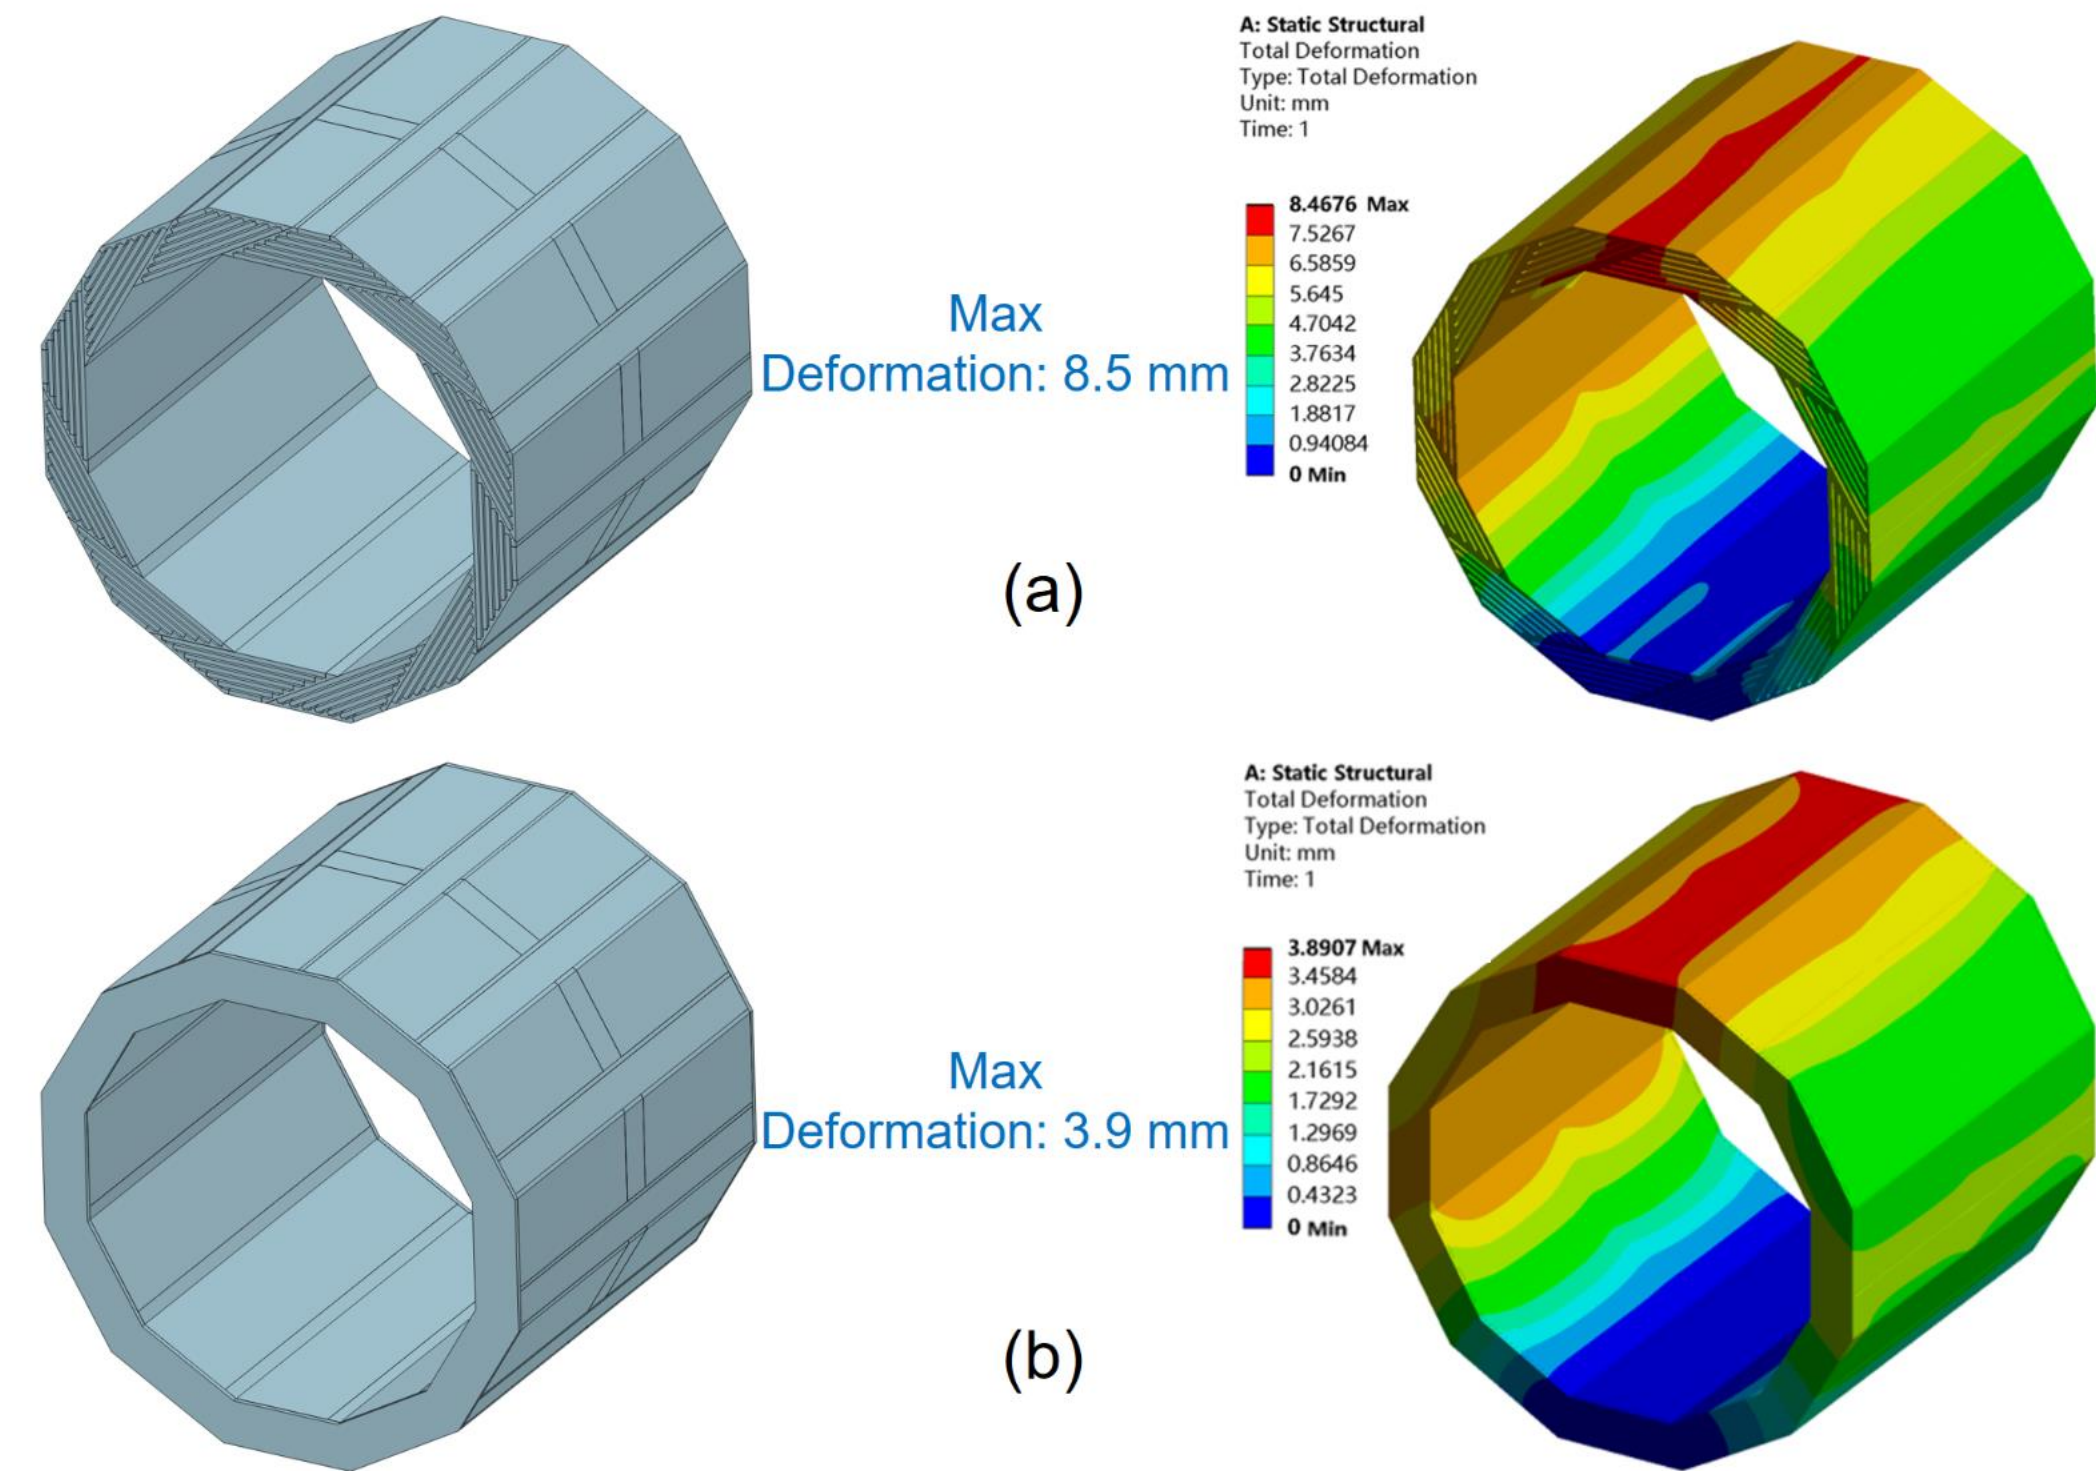 A: Static Structural
Total Deformation
Type: Total Deformation
Unit: mm
Time: 1
8.4676 Max
7.5267
6.5859
5.645
4.7042
3.7634
2.8225
1.8817
0.94084
0 Min
Max
Deformation: 8.5 mm
(a)
A: Static Structural
Total Deformation
Type: Total Deformation
Unit: mm
Time: 1
3.8907 Max
3.4584
3.0261
2.5938
2.1615
1.7292
1.2969
0.8646
0.4323
0 Min
Max
Deformation: 3.9 mm
(b)